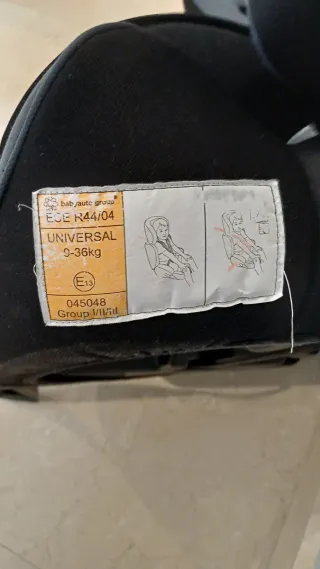 babyauto group
ECE R44/04
UNIVERSAL
9-36kg
E13
045048
Group I/II/III